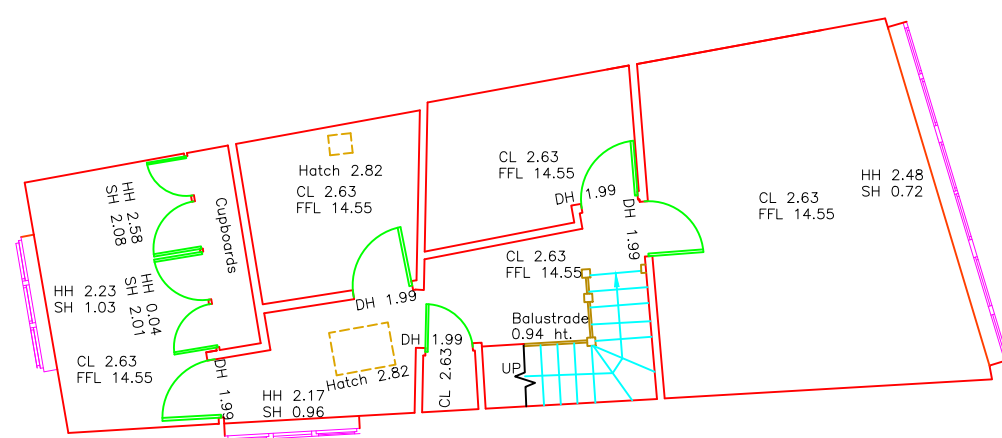 HH 2.58
SH 2.08
Cupboards
HH 0.04
SH 2.01
HH 2.23
SH 1.03
CL 2.63
FFL 14.55
DH 1.99
Hatch 2.82
CL 2.63
FFL 14.55
DH 1.99
Hatch 2.82
HH 2.17
SH 0.96
DH 1.99
CL 2.63
CL 2.63
FFL 14.55
DH 1.99
CL 2.63
FFL 14.55
Balustrade
0.94 ht.
UP
DH 1.99
CL 2.63
FFL 14.55
HH 2.48
SH 0.72